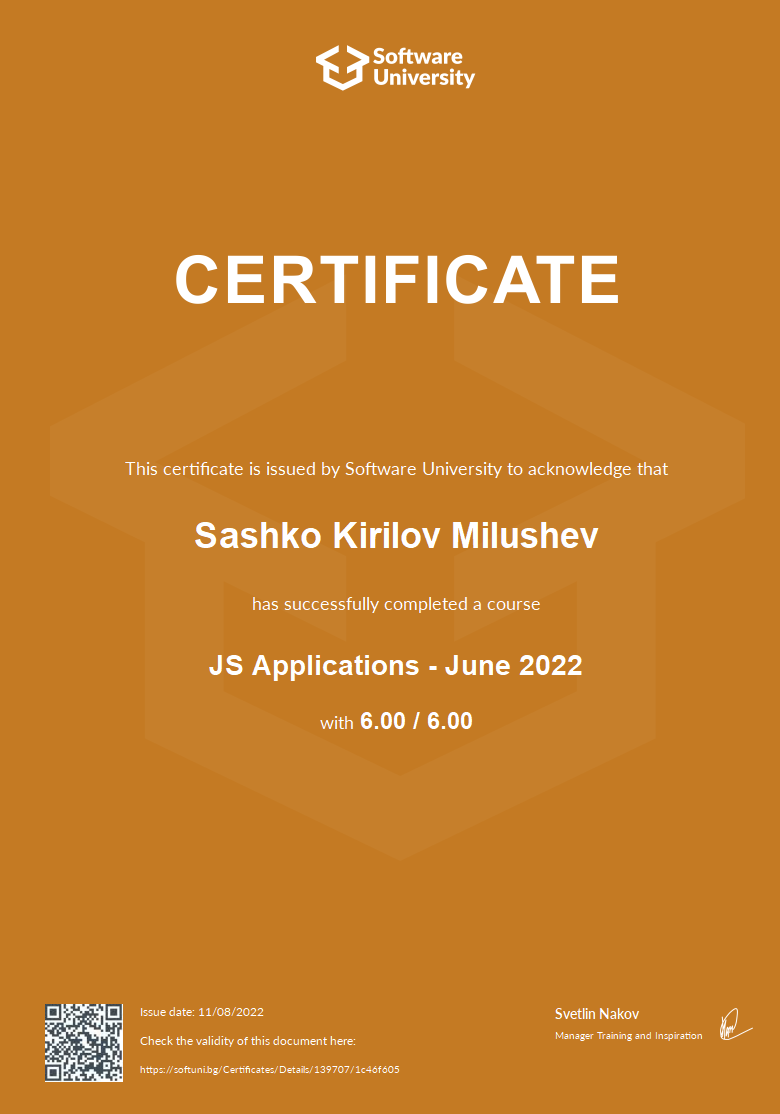 Software
University
CERTIFICATE
This certificate is issued by Software University to acknowledge that
Sashko Kirilov Milushev
has successfully completed a course
JS Applications - June 2022
with 6.00 / 6.00
Issue date: 11/08/2022
Check the validity of this document here:
https://softuni.bg/Certificates/Details/139707/1c46f605
Svetlin Nakov
Manager Training and Inspiration